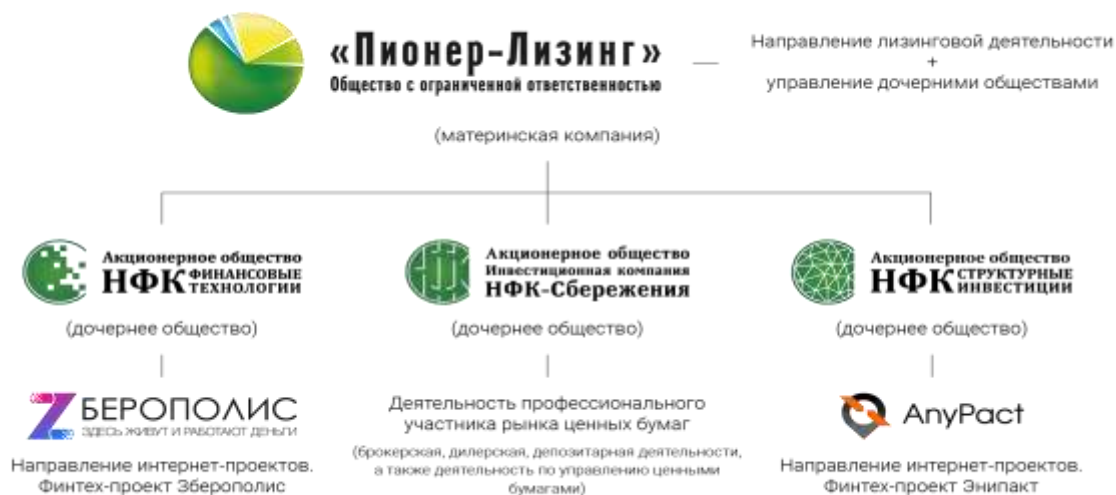 «Пионер-Лизинг»
Общество с ограниченной ответственностью
Направление лизинговой деятельности
+
управление дочерними обществами
(материнская компания)
Акционерное общество
НФК ФИНАНСОВЫЕ ТЕХНОЛОГИИ
(дочернее общество)
ZБЕРОПОЛИС
ЗДЕСЬ ЖИВУТ И РАБОТАЮТ ДЕНЬГИ
Направление интернет-проектов.
Финтех-проект Зберополис
Акционерное общество
Инвестиционная компания
НФК-Сбережения
(дочернее общество)
Деятельность профессионального
участника рынка ценных бумаг
(брокерская, дилерская, депозитарная деятельности,
а также деятельность по управлению ценными
бумагами)
Акционерное общество
НФК СТРУКТУРНЫЕ ИНВЕСТИЦИИ
(дочернее общество)
AnyPact
Направление интернет-проектов.
Финтех-проект Энипакт